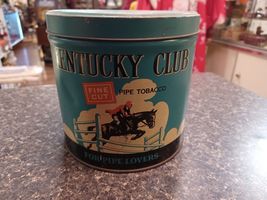 KENTUCKY CLUB
FINE
CUT
PIPE TOBACCO
FOR PIPE LOVERS